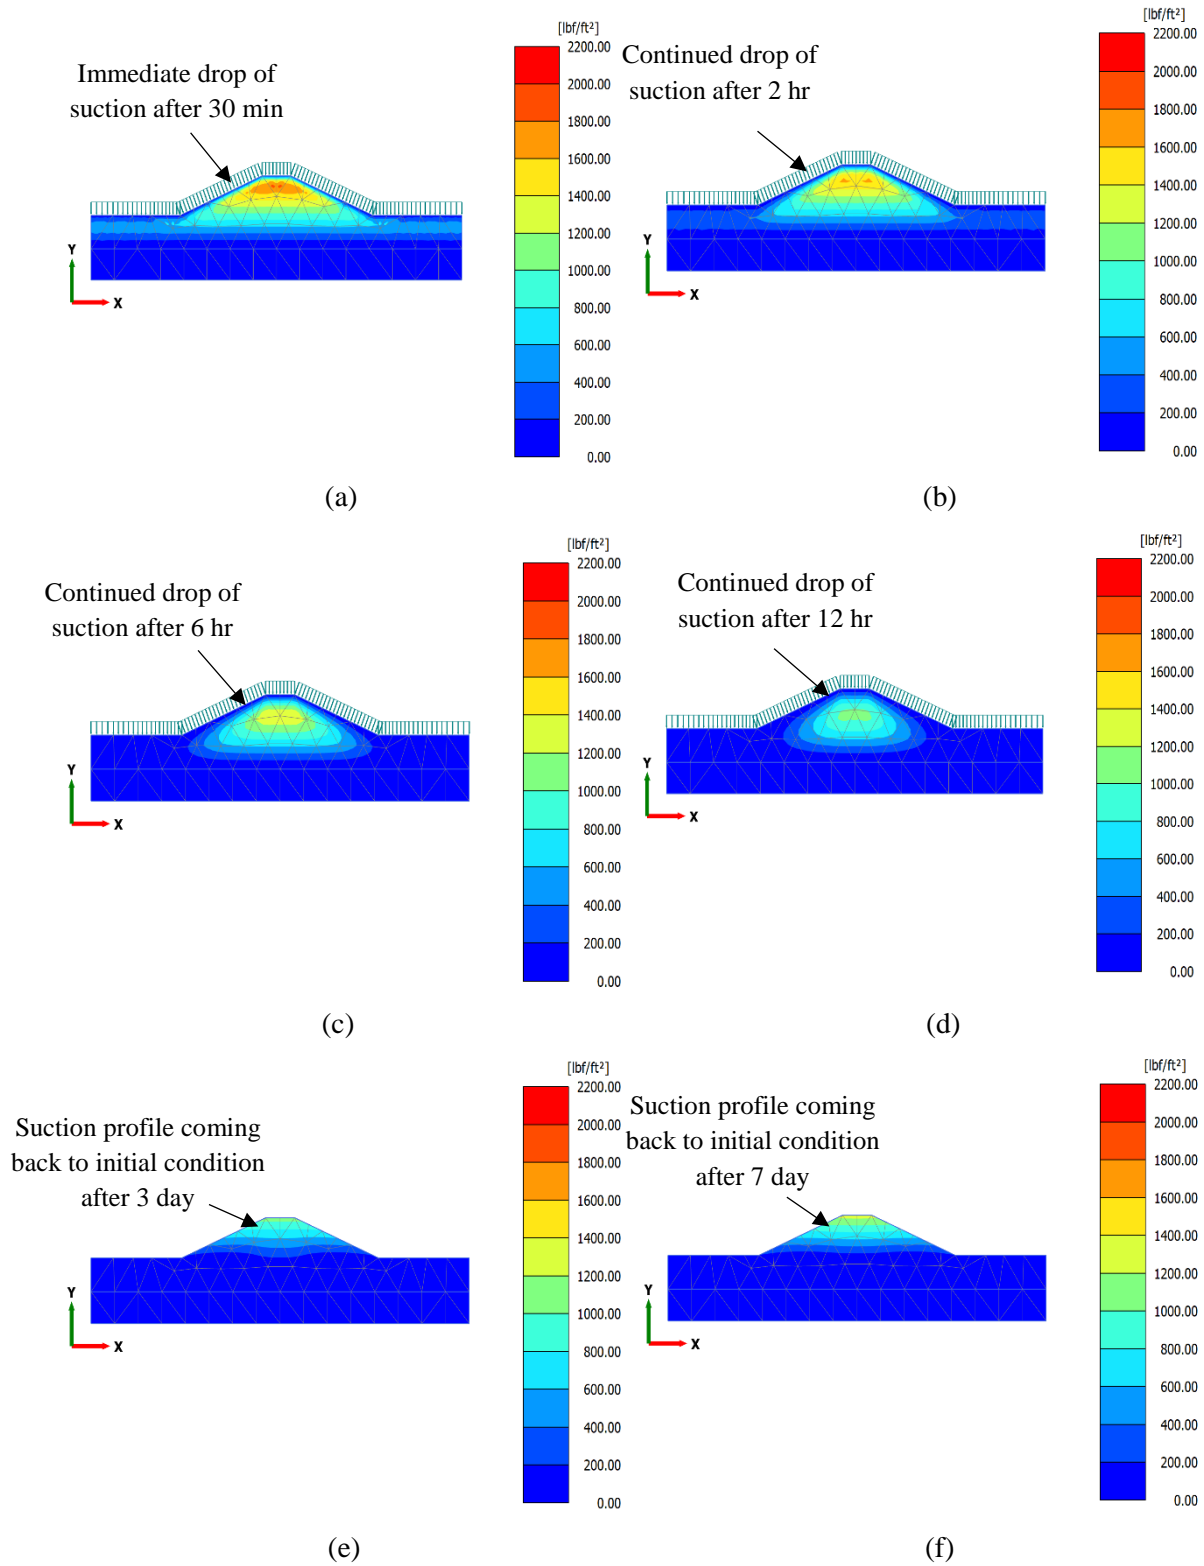 [lbf/ft²]
2200.00
2000.00
1800.00
1600.00
1400.00
1200.00
1000.00
800.00
600.00
400.00
200.00
0.00
Immediate drop of
suction after 30 min
Y
X
(a)
[lbf/ft²]
2200.00
2000.00
1800.00
1600.00
1400.00
1200.00
1000.00
800.00
600.00
400.00
200.00
0.00
Continued drop of
suction after 2 hr
Y
X
(b)
[lbf/ft²]
2200.00
2000.00
1800.00
1600.00
1400.00
1200.00
1000.00
800.00
600.00
400.00
200.00
0.00
Continued drop of
suction after 6 hr
Y
X
(c)
[lbf/ft²]
2200.00
2000.00
1800.00
1600.00
1400.00
1200.00
1000.00
800.00
600.00
400.00
200.00
0.00
Continued drop of
suction after 12 hr
Y
X
(d)
[lbf/ft²]
2200.00
2000.00
1800.00
1600.00
1400.00
1200.00
1000.00
800.00
600.00
400.00
200.00
0.00
Suction profile coming
back to initial condition
after 3 day
Y
X
(e)
[lbf/ft²]
2200.00
2000.00
1800.00
1600.00
1400.00
1200.00
1000.00
800.00
600.00
400.00
200.00
0.00
Suction profile coming
back to initial condition
after 7 day
Y
X
(f)